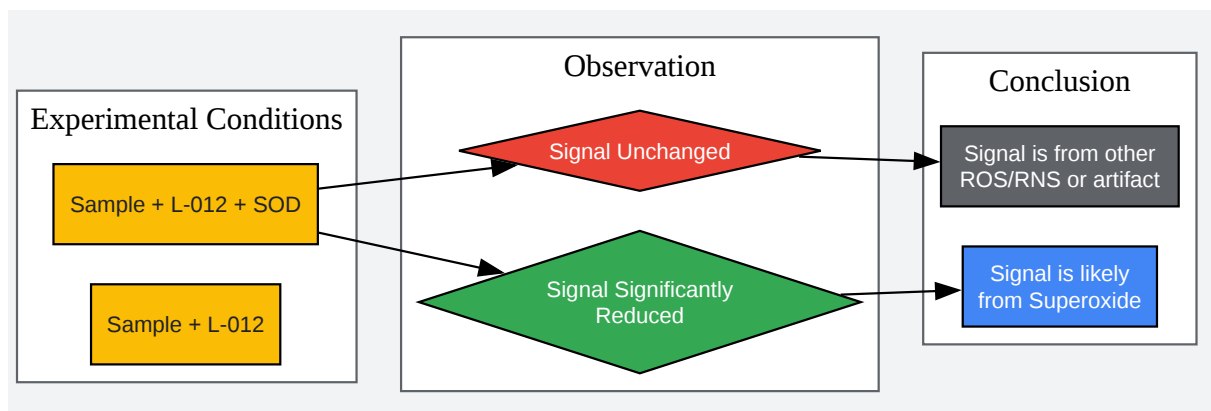 Experimental Conditions
Sample + L-012 + SOD
Sample + L-012
Observation
Signal Unchanged
Signal Significantly
Reduced
Conclusion
Signal is from other
ROS/RNS or artifact
Signal is likely
from Superoxide